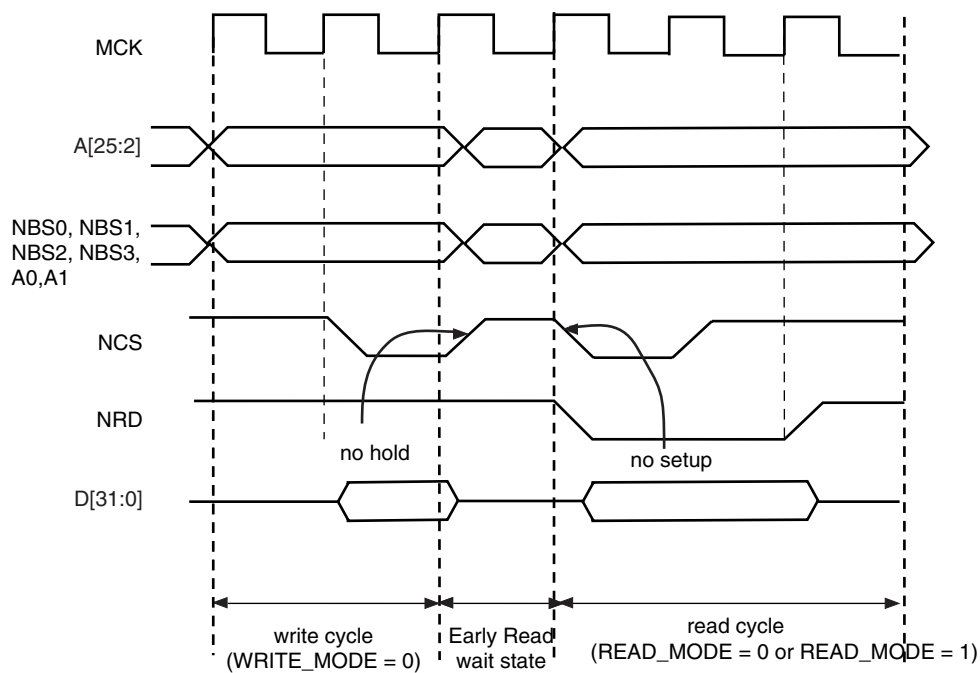 MCK
A[25:2]
NBS0, NBS1,
NBS2, NBS3,
A0,A1
NCS
NRD
no hold
no setup
D[31:0]
write cycle
(WRITE_MODE = 0)
Early Read
wait state
read cycle
(READ_MODE = 0 or READ_MODE = 1)